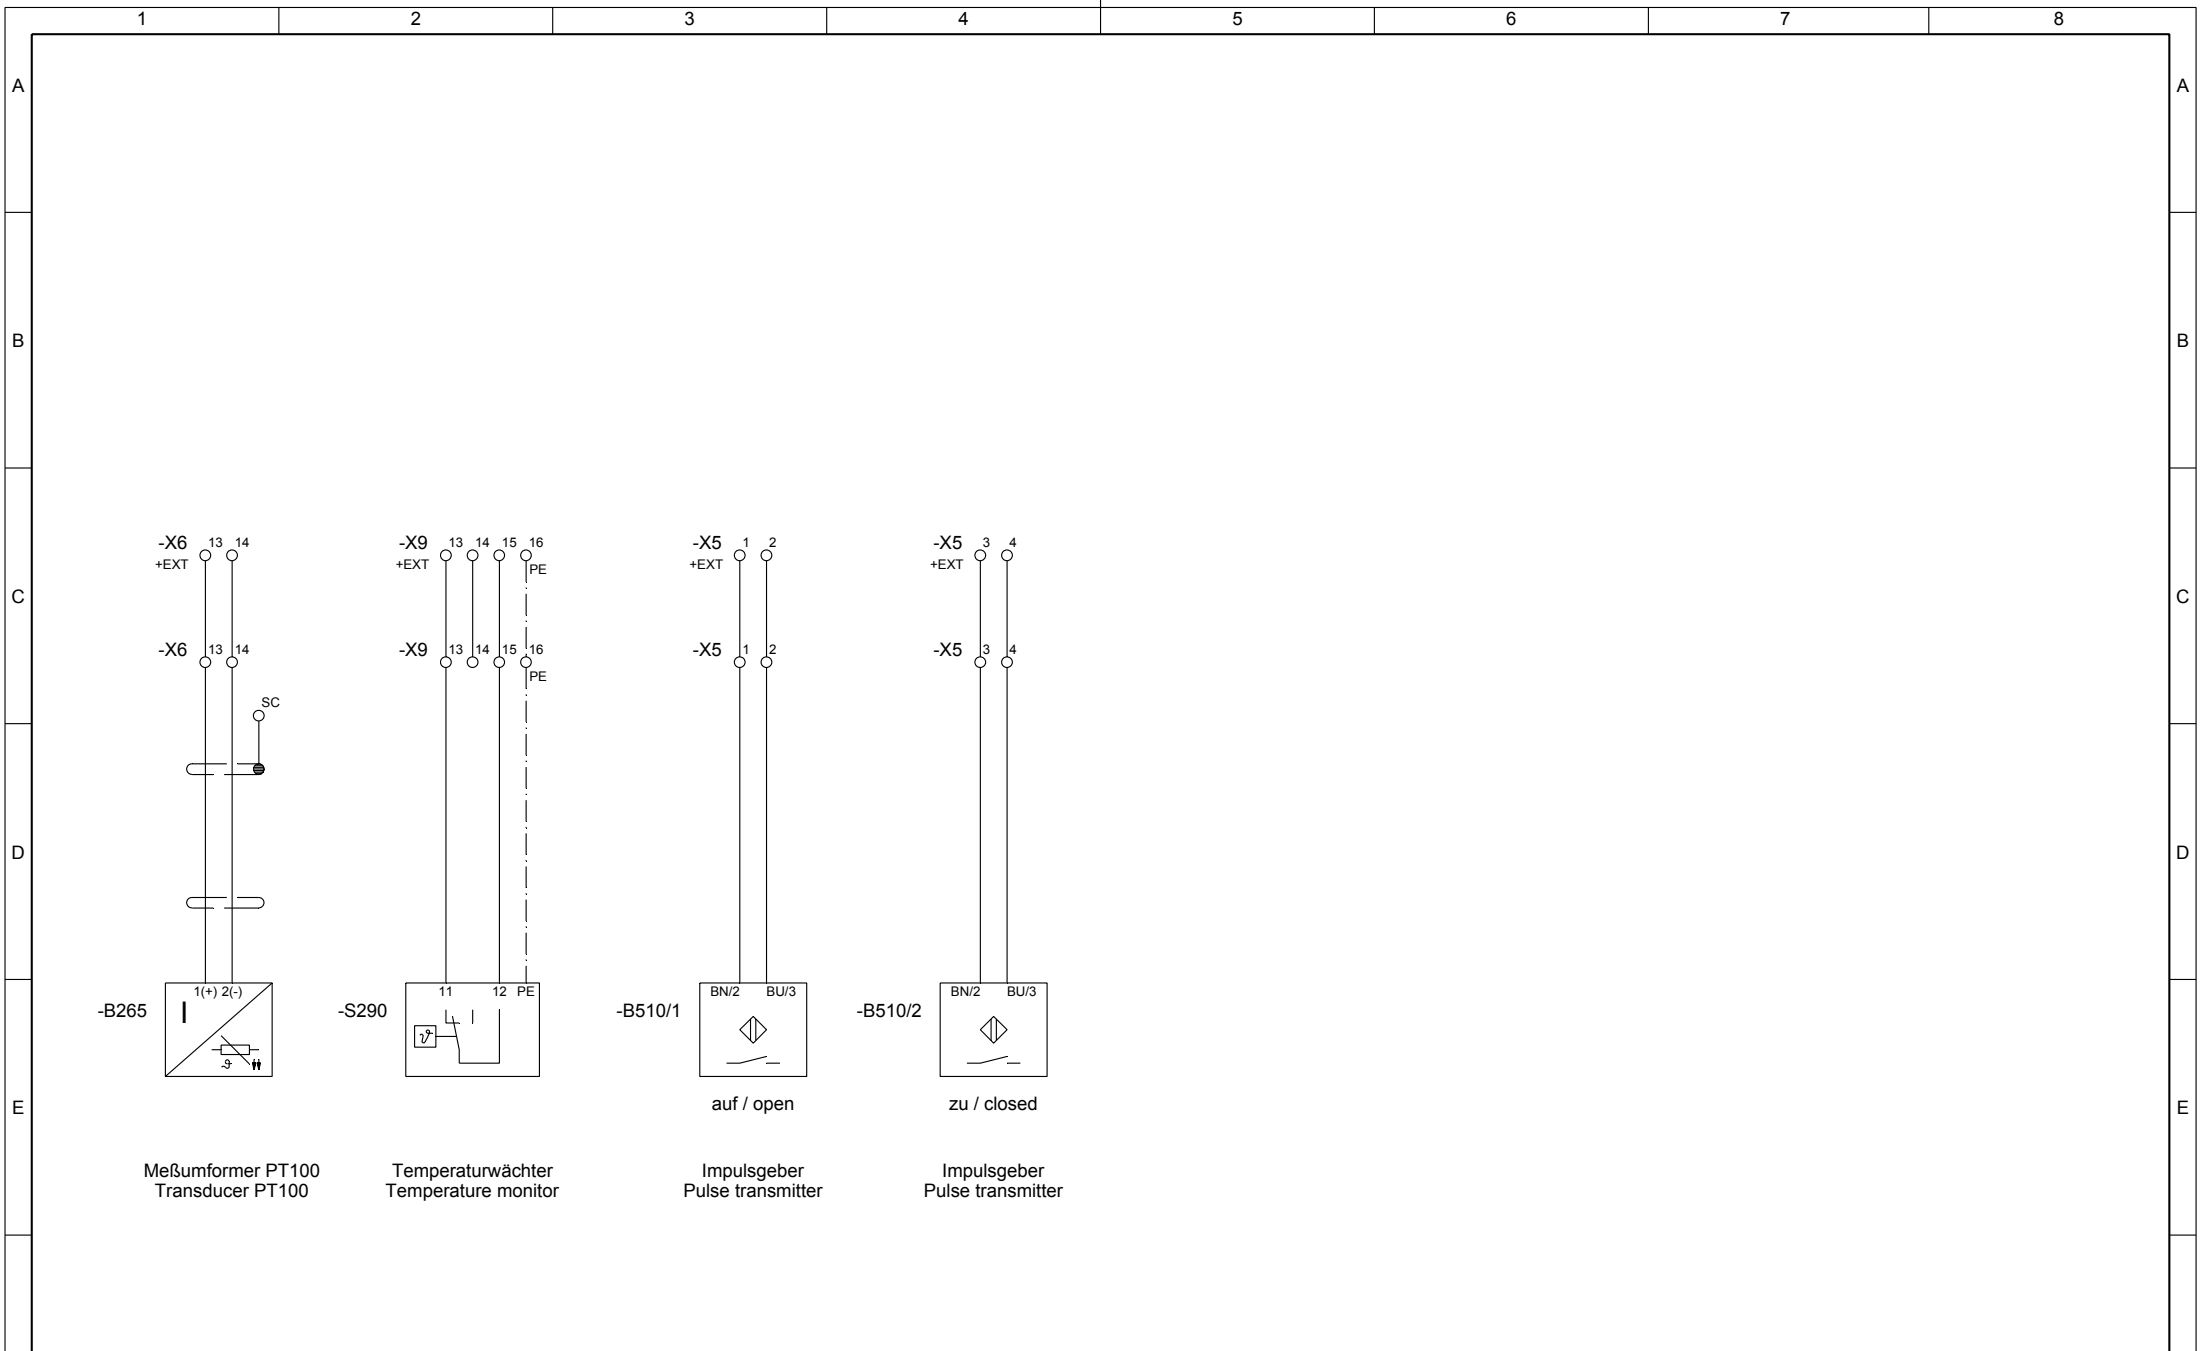 1 2 3 4 5 6 7 8
A A
B B
-X6 13 14 -X9 13 14 15 16 -X5 1 2 -X5 3 4
+EXT +EXT PE +EXT +EXT
C C
-X6 13 14 -X9 13 14 15 16 -X5 1 2 -X5 3 4
PE
SC
D D
1(+) 2(-) 11 12 PE BN/2 BU/3 BN/2 BU/3
-B265 I -S290 -B510/1 -B510/2
ϑ
ϑ
E auf / open zu / closed E
Meßumformer PT100 Temperaturwächter Impulsgeber Impulsgeber
Transducer PT100 Temperature monitor Pulse transmitter Pulse transmitter